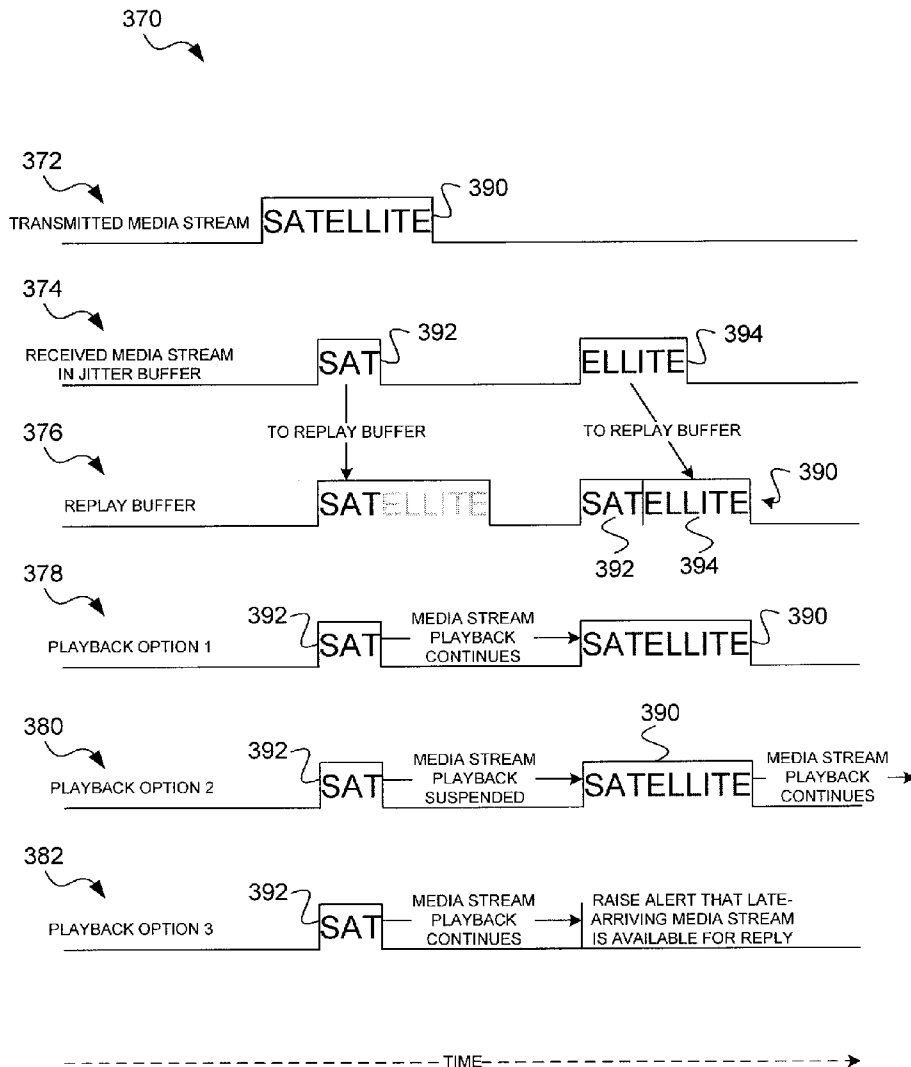 370
372
TRANSMITTED MEDIA STREAM
SATELLITE
390
374
RECEIVED MEDIA STREAM
IN JITTER BUFFER
SAT
392
ELLITE
394
TO REPLAY BUFFER
TO REPLAY BUFFER
376
REPLAY BUFFER
SATELLITE
SATELLITE
390
392
394
378
PLAYBACK OPTION 1
392
SAT
MEDIA STREAM
PLAYBACK
CONTINUES
SATELLITE
390
380
PLAYBACK OPTION 2
392
SAT
MEDIA STREAM
PLAYBACK
SUSPENDED
390
SATELLITE
MEDIA STREAM
PLAYBACK
CONTINUES
382
PLAYBACK OPTION 3
392
SAT
MEDIA STREAM
PLAYBACK
CONTINUES
RAISE ALERT THAT LATE-
ARRIVING MEDIA STREAM
IS AVAILABLE FOR REPLY
TIME